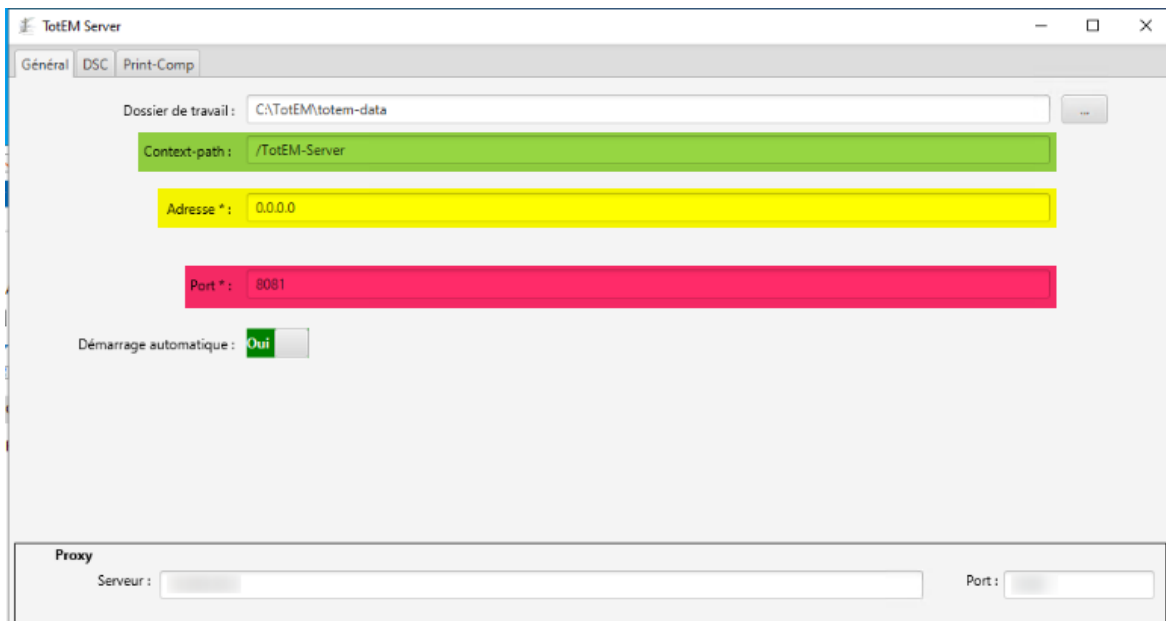 TotEM Server
Général DSC Print-Comp
Dossier de travail : C:\TotEM\totem-data ...
Context-path : /TotEM-Server
Adresse * : 0.0.0.0
Port * : 8081
Démarrage automatique : Oui
Proxy
Serveur : Port :